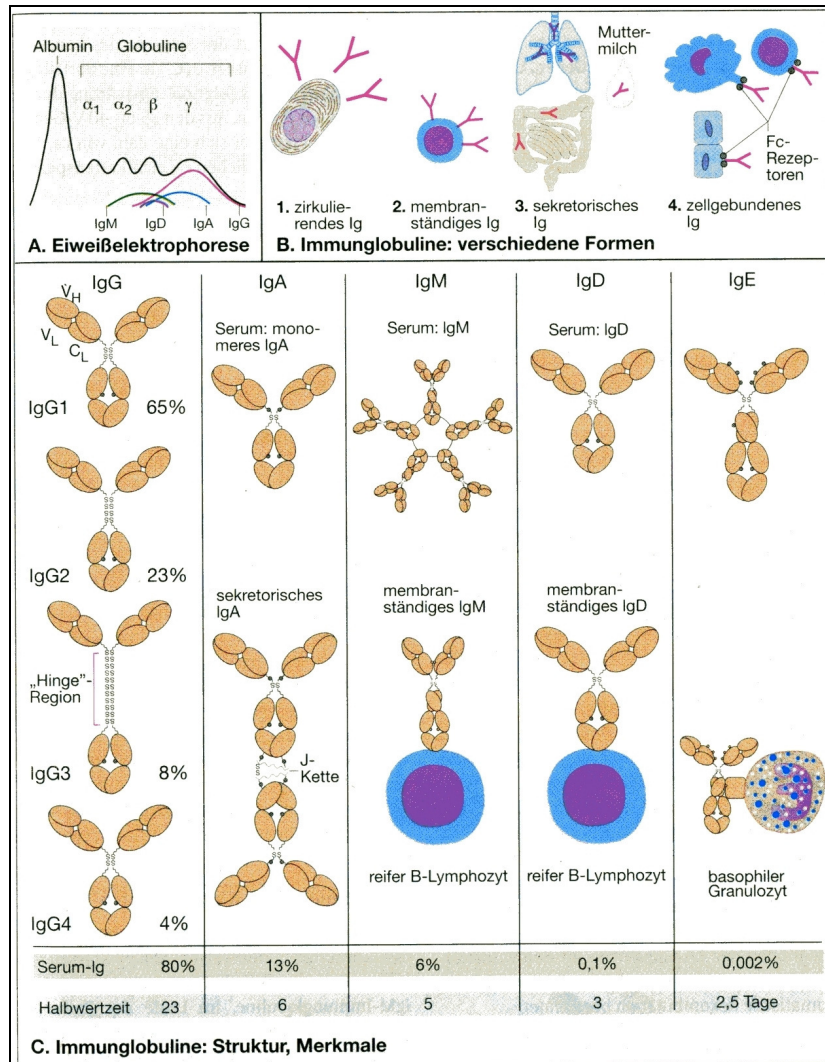 Albumin
Globuline
α1 α2 β γ
IgM
IgD
IgA
IgG
A. Eiweißelektrophorese
Muttermilch
Fc-
Rezep-
toren
1. zirkulie-
rendes Ig
2. membran-
ständiges Ig
3. sekretorisches
Ig
4. zellgebundenes
Ig
B. Immunglobuline: verschiedene Formen
IgG
VH
VL
CL
IgG1 65%
IgG2 23%
„Hinge"-
Region
IgG3 8%
IgG4 4%
IgA
Serum: mono-
meres IgA
sekretorisches
IgA
J-
Kette
IgM
Serum: IgM
membran-
ständiges IgM
reifer B-Lymphozyt
IgD
Serum: IgD
membran-
ständiges IgD
reifer B-Lymphozyt
IgE
basophiler
Granulozyt
Serum-Ig 80% 13% 6% 0,1% 0,002%
Halbwertzeit 23 6 5 3 2,5 Tage
C. Immunglobuline: Struktur, Merkmale